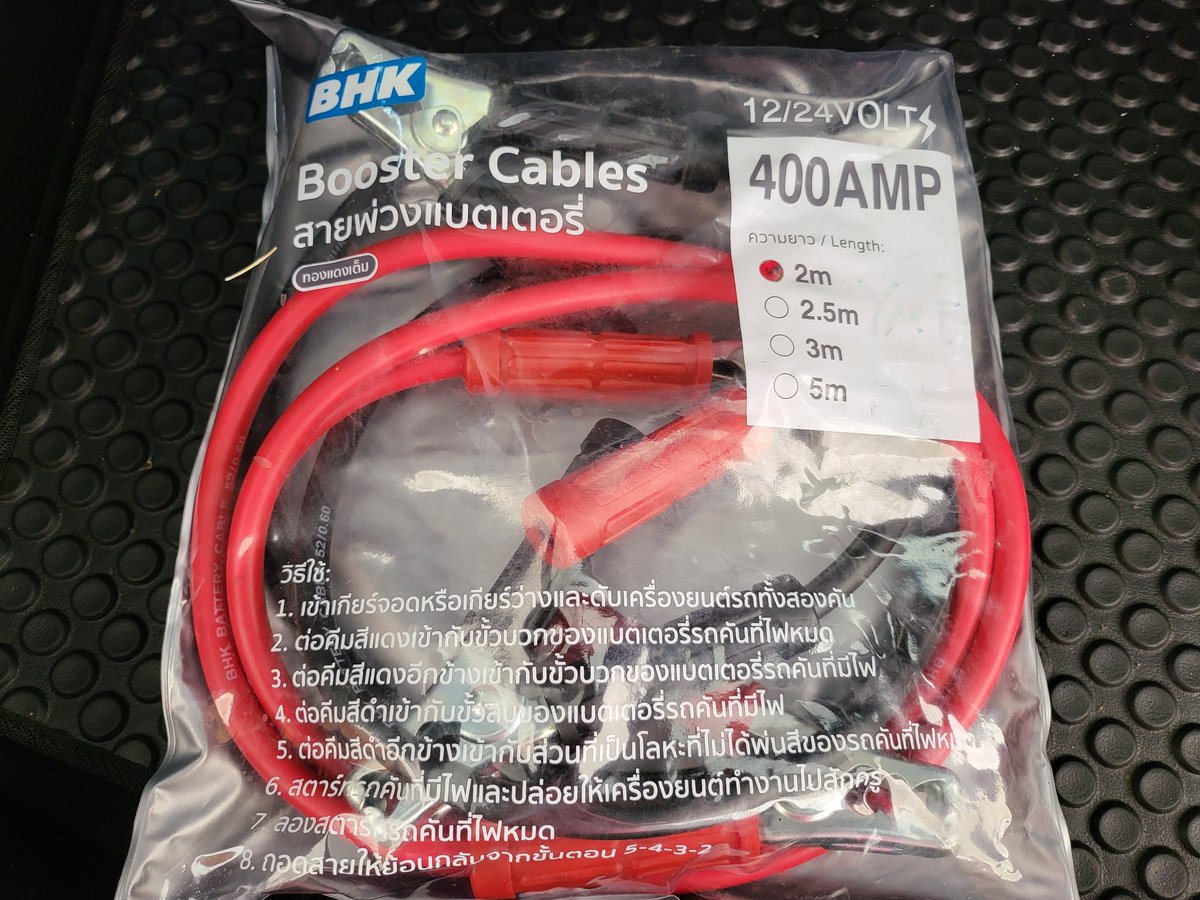 BHK
12/24VOLT
Booster Cables
สายพ่วงแบตเตอรี่
ทองแดงเต็ม
400AMP
ความยาว / Length:
2m
2.5m
3m
5m
BHK BATTERY CABLE 52/0.60
52/0.60
วิธีใช้:
1. เข้าเกียร์จอดหรือเกียร์ว่างและดับเครื่องยนต์รถทั้งสองคัน
2. ต่อคีมสีแดงเข้ากับขั้วบวกของแบตเตอรี่รถคันที่ไฟหมด
3. ต่อคีมสีแดงอีกข้างเข้ากับขั้วบวกของแบตเตอรี่รถคันที่มีไฟ
4. ต่อคีมสีดำเข้ากับขั้วลบของแบตเตอรี่รถคันที่มีไฟ
5. ต่อคีมสีดำอีกข้างเข้ากับส่วนที่เป็นโลหะที่ไม่ได้พ่นสีของรถคันที่ไฟหมด
6. สตาร์ทรถคันที่มีไฟและปล่อยให้เครื่องยนต์ทำงานไปสักครู่
7. ลองสตาร์ทรถคันที่ไฟหมด
8. ถอดสายให้ย้อนกลับจากขั้นตอน 5-4-3-2